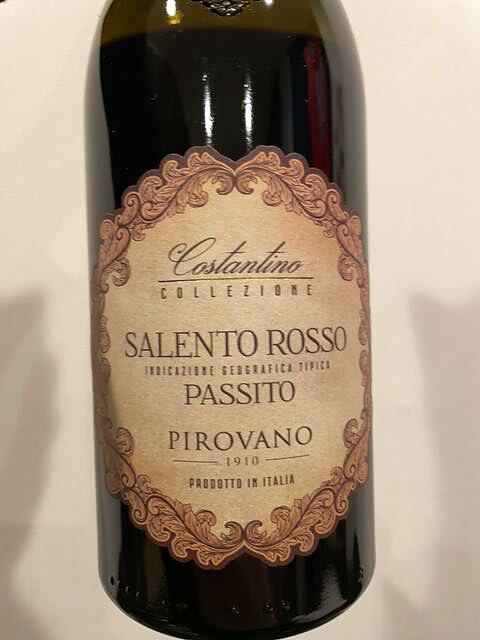 Costantino
COLLEZIONE
SALENTO ROSSO
INDICAZIONE GEOGRAFICA TIPICA
PASSITO
PIROVANO
1910
PRODOTTO IN ITALIA